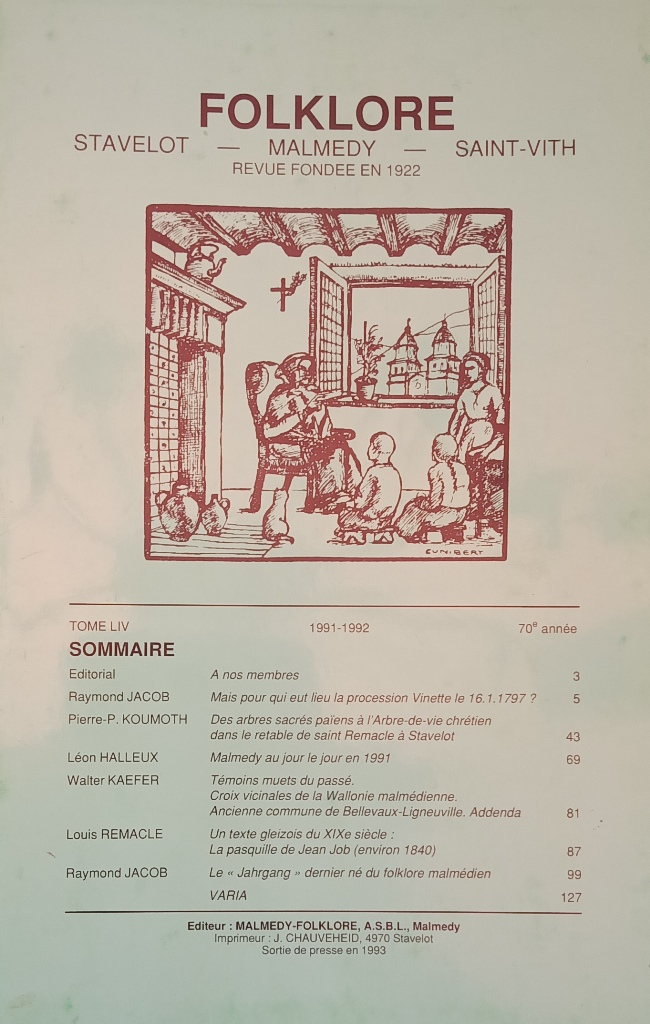 FOLKLORE
STAVELOT — MALMEDY — SAINT-VITH
REVUE FONDEE EN 1922
CUNIBERT
TOME LIV 1991-1992 70e année
SOMMAIRE
Editorial A nos membres 3
Raymond JACOB Mais pour qui eut lieu la procession Vinette le 16.1.1797 ? 5
Pierre-P. KOUMOTH Des arbres sacrés païens à l'Arbre-de-vie chrétien
dans le retable de saint Remacle à Stavelot 43
Léon HALLEUX Malmedy au jour le jour en 1991 69
Walter KAEFER Témoins muets du passé.
Croix vicinales de la Wallonie malmédienne.
Ancienne commune de Bellevaux-Ligneuville. Addenda 81
Louis REMACLE Un texte gleizois du XIXe siècle :
La pasquille de Jean Job (environ 1840) 87
Raymond JACOB Le « Jahrgang » dernier né du folklore malmédien 99
VARIA 127
Editeur : MALMEDY-FOLKLORE, A.S.B.L., Malmedy
Imprimeur : J. CHAUVEHEID, 4970 Stavelot
Sortie de presse en 1993